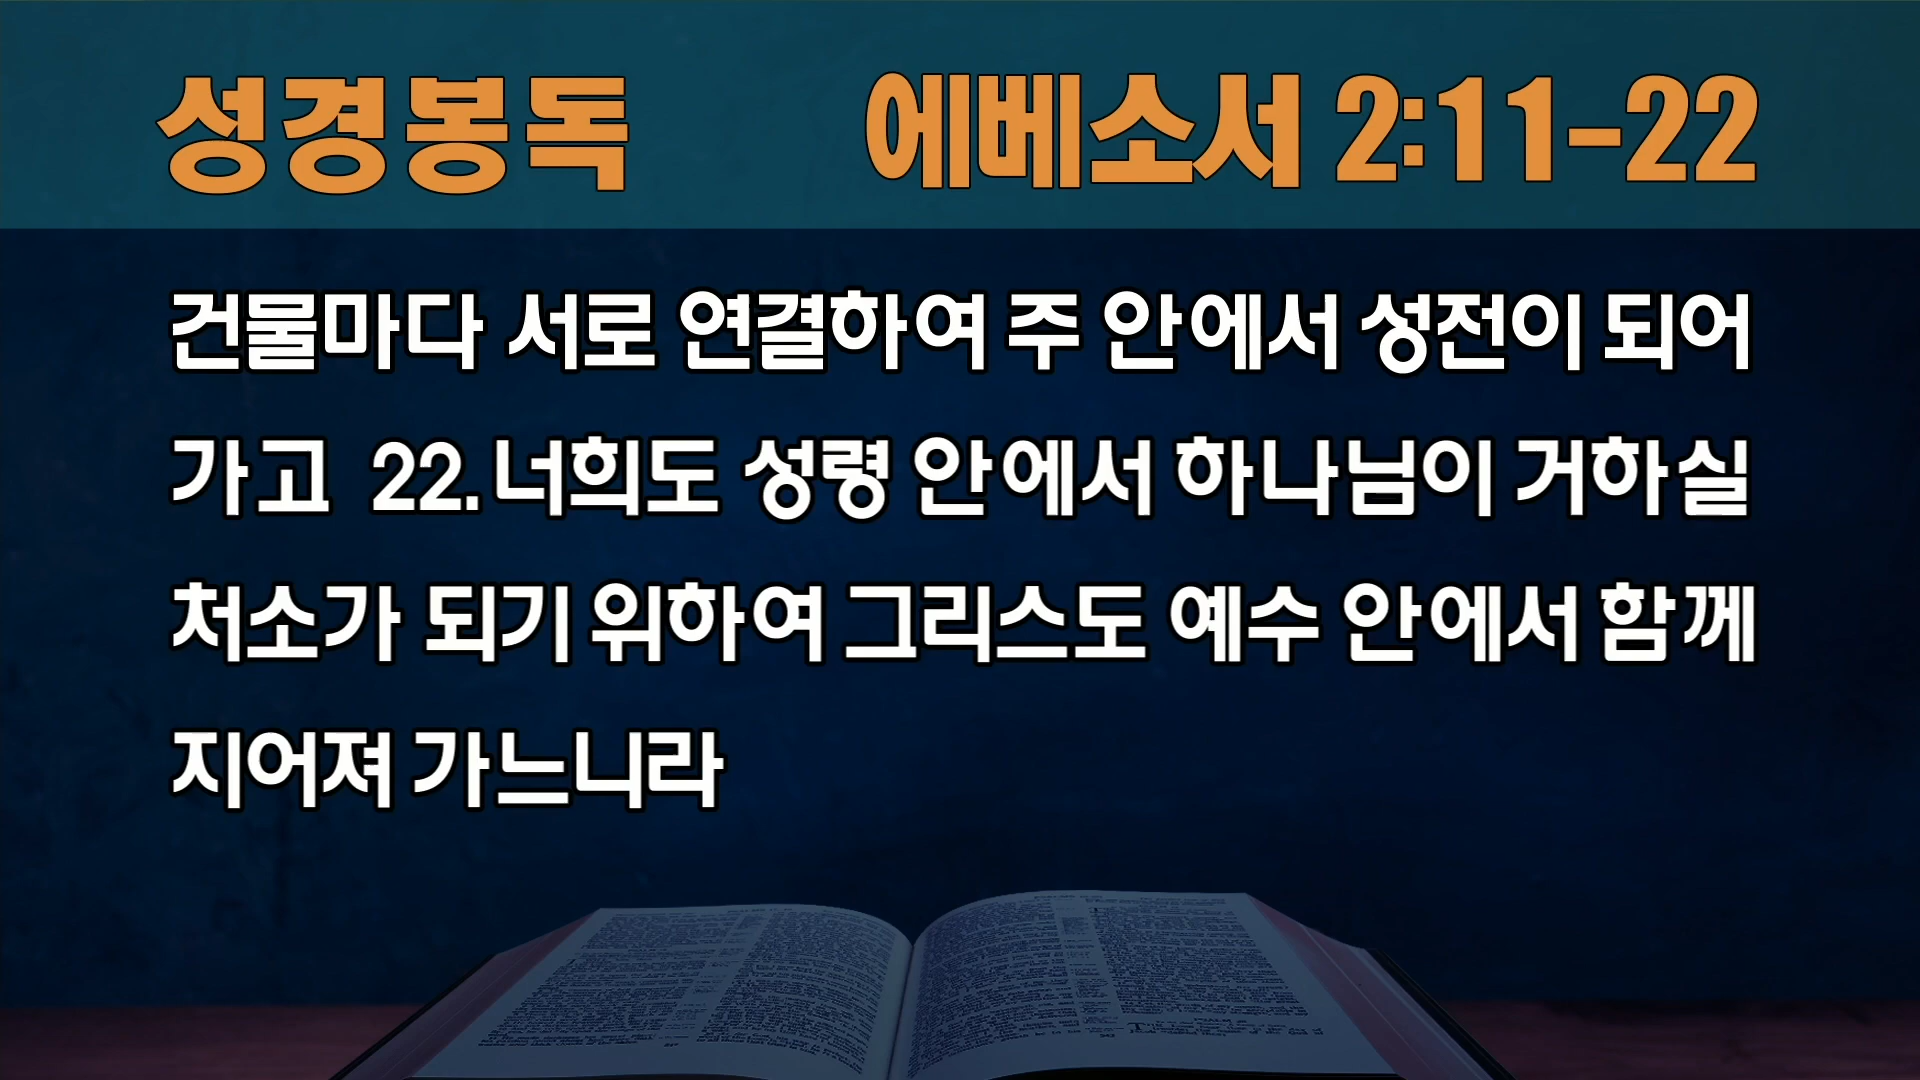 성경봉독 에베소서 2:11-22
건물마다 서로 연결하여 주 안에서 성전이 되어
가고 22.너희도 성령 안에서 하나님이 거하실
처소가 되기 위하여 그리스도 예수 안에서 함께
지어져 가느니라